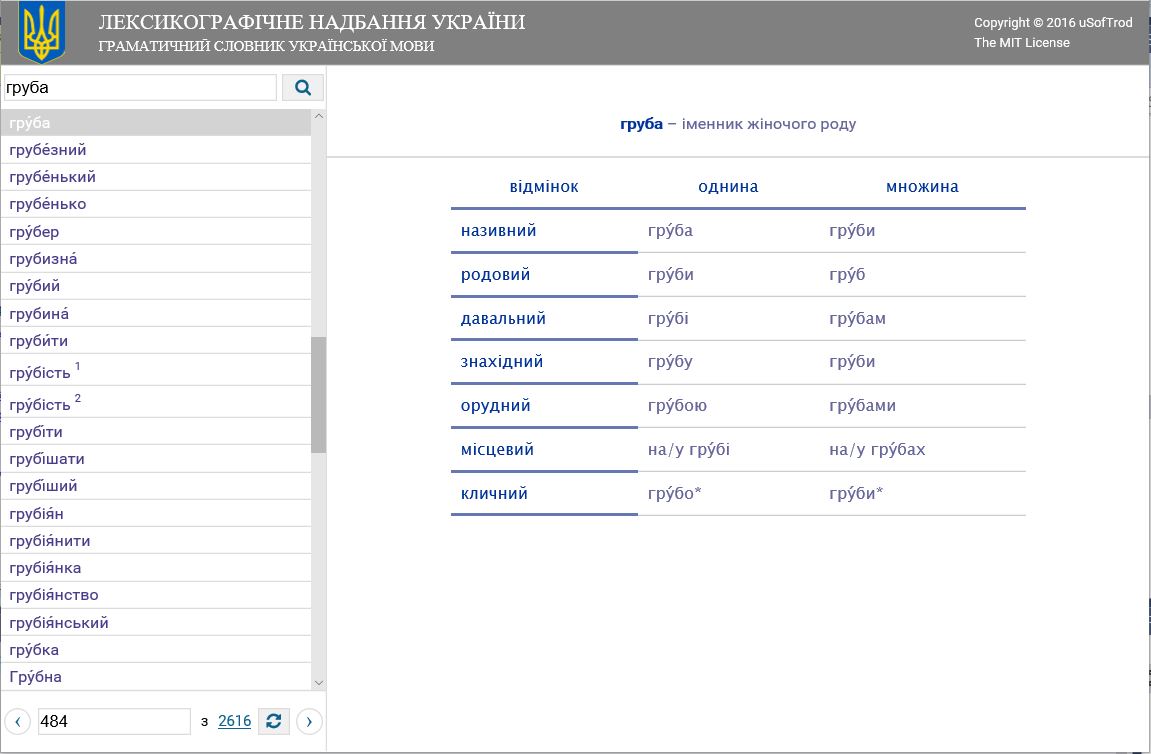 ЛЕКСИКОГРАФІЧНЕ НАДБАННЯ УКРАЇНИ
ГРАМАТИЧНИЙ СЛОВНИК УКРАЇНСЬКОЇ МОВИ
Copyright © 2016 uSofTrod
The MIT License
груба
гру́ба
грубе́зний
грубе́нький
грубе́нько
гру́бер
грубизна́
гру́бий
грубина́
груби́ти
гру́бість 1
гру́бість 2
грубі́ти
грубі́шати
грубі́ший
грубія́н
грубія́нити
грубія́нка
грубія́нство
грубія́нський
гру́бка
Гру́бна
484 з 2616
груба – іменник жіночого роду
відмінок однина множина
називний гру́ба гру́би
родовий гру́би груб
давальний гру́бі гру́бам
знахідний гру́бу гру́би
орудний гру́бою гру́бами
місцевий на/у гру́бі на/у гру́бах
кличний гру́бо* гру́би*